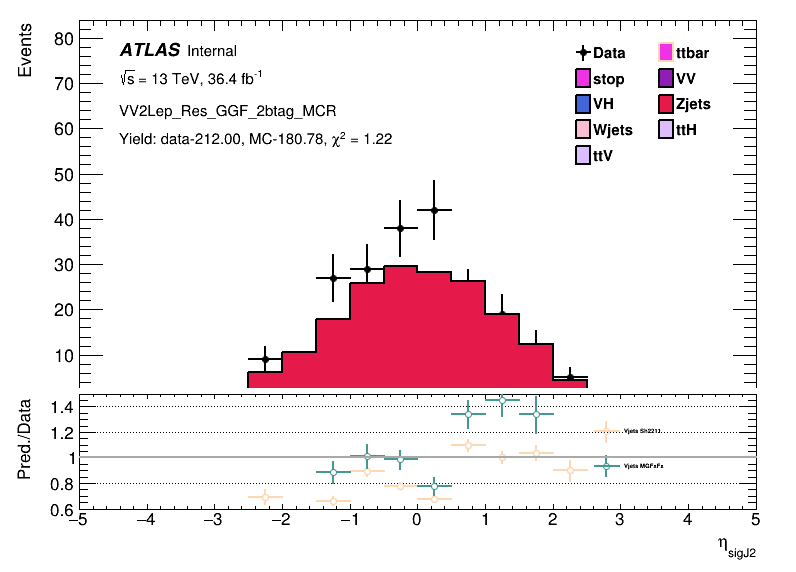 Events
80
70
60
50
40
30
20
10
ATLAS Internal
√s = 13 TeV, 36.4 fb⁻¹
VV2Lep_Res_GGF_2btag_MCR
Yield: data-212.00, MC-180.78, χ² = 1.22
Data
ttbar
stop
VV
VH
Zjets
Wjets
ttH
ttV
Pred./Data
1.4
1.2
1
0.8
0.6
Vjets Sh2211
Vjets MGFxFx
−5 −4 −3 −2 −1 0 1 2 3 4 5
η_sigJ2